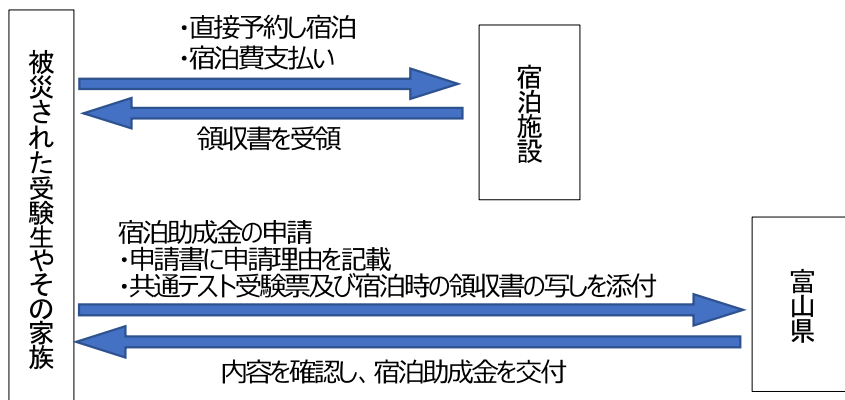 被災された受験生やその家族
・直接予約し宿泊
・宿泊費支払い
宿泊施設
領収書を受領
宿泊助成金の申請
・申請書に申請理由を記載
・共通テスト受験票及び宿泊時の領収書の写しを添付
富山県
内容を確認し、宿泊助成金を交付